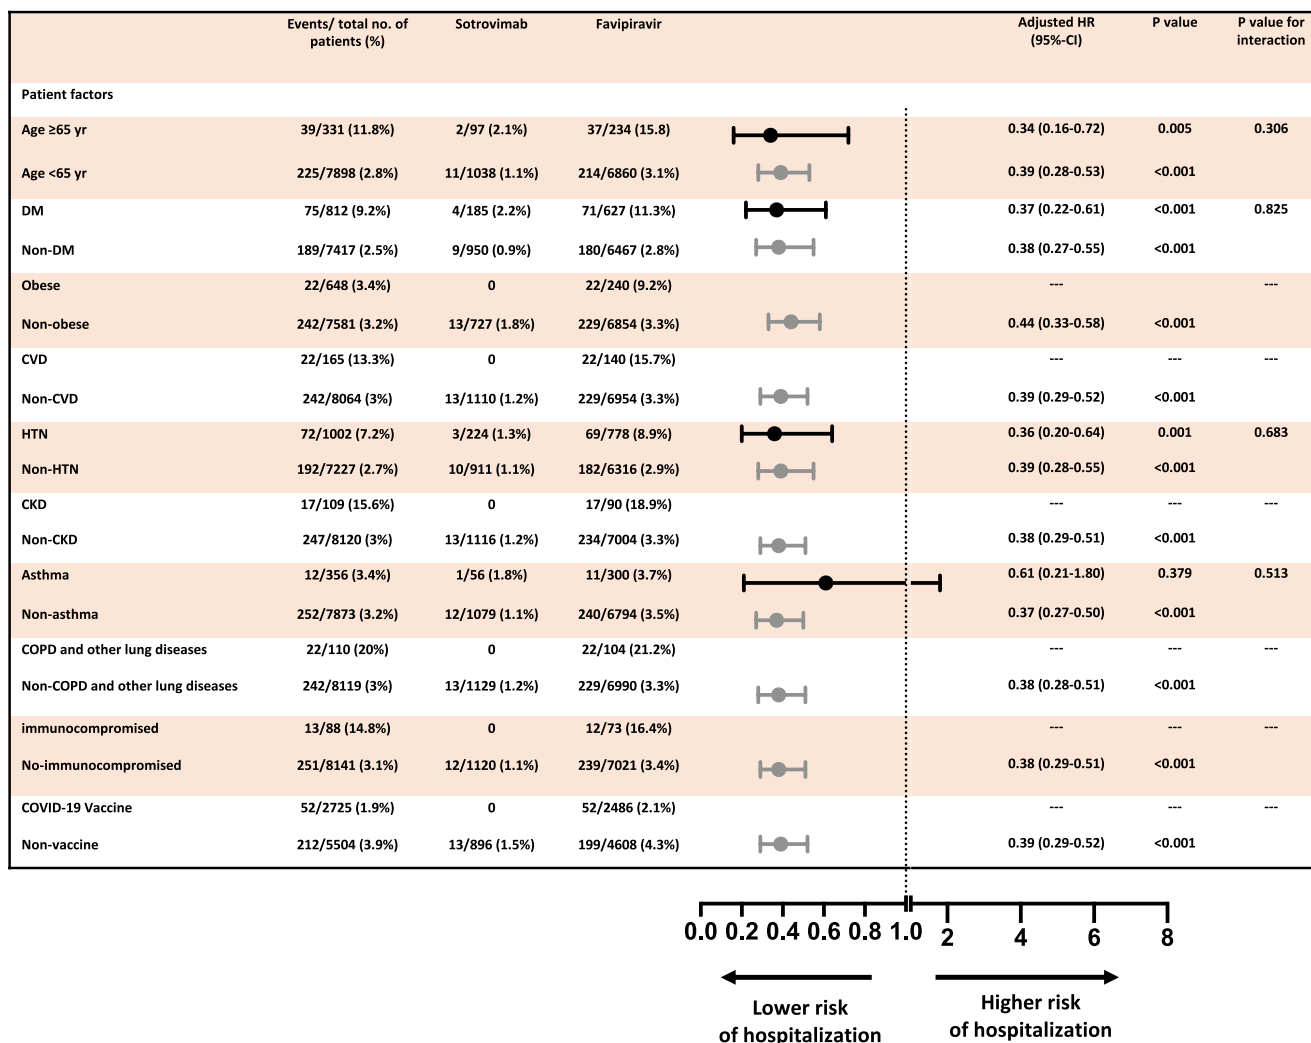 Events/ total no. of patients (%) Sotrovimab Favipiravir Adjusted HR (95%-CI) P value P value for interaction
Patient factors
Age ≥65 yr 39/331 (11.8%) 2/97 (2.1%) 37/234 (15.8) 0.34 (0.16-0.72) 0.005 0.306
Age <65 yr 225/7898 (2.8%) 11/1038 (1.1%) 214/6860 (3.1%) 0.39 (0.28-0.53) <0.001
DM 75/812 (9.2%) 4/185 (2.2%) 71/627 (11.3%) 0.37 (0.22-0.61) <0.001 0.825
Non-DM 189/7417 (2.5%) 9/950 (0.9%) 180/6467 (2.8%) 0.38 (0.27-0.55) <0.001
Obese 22/648 (3.4%) 0 22/240 (9.2%) --- ---
Non-obese 242/7581 (3.2%) 13/727 (1.8%) 229/6854 (3.3%) 0.44 (0.33-0.58) <0.001
CVD 22/165 (13.3%) 0 22/140 (15.7%) --- --- ---
Non-CVD 242/8064 (3%) 13/1110 (1.2%) 229/6954 (3.3%) 0.39 (0.29-0.52) <0.001
HTN 72/1002 (7.2%) 3/224 (1.3%) 69/778 (8.9%) 0.36 (0.20-0.64) 0.001 0.683
Non-HTN 192/7227 (2.7%) 10/911 (1.1%) 182/6316 (2.9%) 0.39 (0.28-0.55) <0.001
CKD 17/109 (15.6%) 0 17/90 (18.9%) --- --- ---
Non-CKD 247/8120 (3%) 13/1116 (1.2%) 234/7004 (3.3%) 0.38 (0.29-0.51) <0.001
Asthma 12/356 (3.4%) 1/56 (1.8%) 11/300 (3.7%) 0.61 (0.21-1.80) 0.379 0.513
Non-asthma 252/7873 (3.2%) 12/1079 (1.1%) 240/6794 (3.5%) 0.37 (0.27-0.50) <0.001
COPD and other lung diseases 22/110 (20%) 0 22/104 (21.2%) --- --- ---
Non-COPD and other lung diseases 242/8119 (3%) 13/1129 (1.2%) 229/6990 (3.3%) 0.38 (0.28-0.51) <0.001
immunocompromised 13/88 (14.8%) 0 12/73 (16.4%) --- --- ---
No-immunocompromised 251/8141 (3.1%) 12/1120 (1.1%) 239/7021 (3.4%) 0.38 (0.29-0.51) <0.001
COVID-19 Vaccine 52/2725 (1.9%) 0 52/2486 (2.1%) --- --- ---
Non-vaccine 212/5504 (3.9%) 13/896 (1.5%) 199/4608 (4.3%) 0.39 (0.29-0.52) <0.001
0.0 0.2 0.4 0.6 0.8 1.0 2 4 6 8
Lower risk of hospitalization
Higher risk of hospitalization